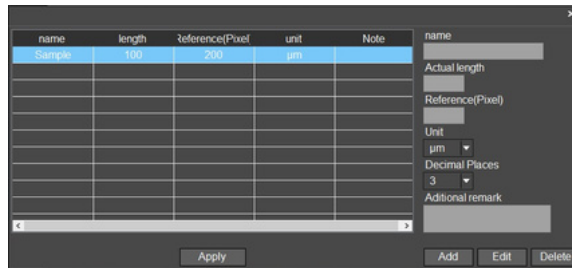 name length Reference(Pixel unit Note
Sample 100 200 µm
name
Actual length
Reference(Pixel)
Unit
µm
Decimal Places
3
Aditional remark
Apply
Add Edit Delete